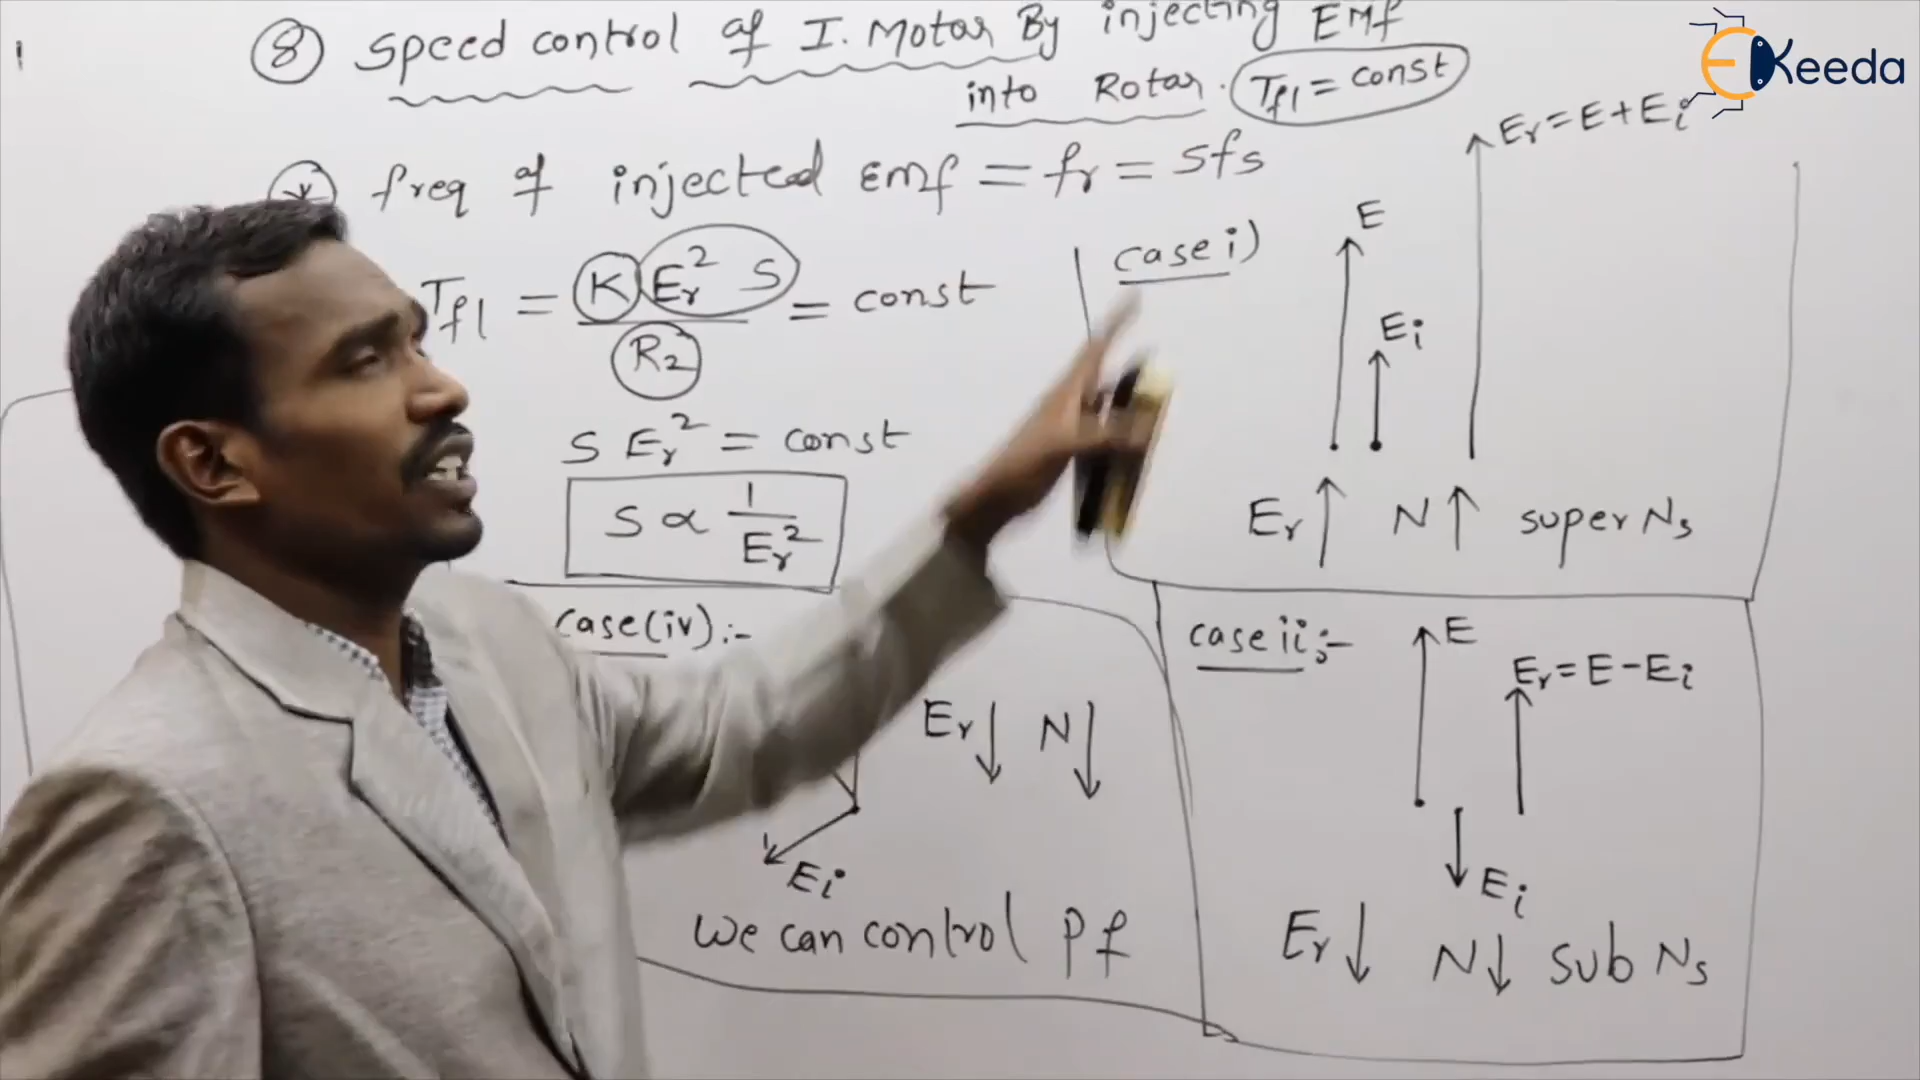 EKeeda
⑧ Speed control of I. Motor By injecting EMf
into Rotor. Tfl = const
* freq of injected EMf = fr = Sfs
Tfl = K Er² S / R2 = const
S Er² = const
S ∝ 1 / Er²
case i)
E
Ei
Er = E + Ei
Er ↑ N ↑ super Ns
case ii :-
E
Er = E - Ei
Ei
Er ↓ N ↓ sub Ns
case (iv) :-
Er ↓ N ↓
Ei
we can control Pf